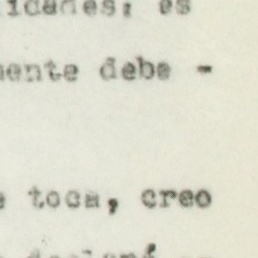 idades; es
mente debe -
e toca, creo